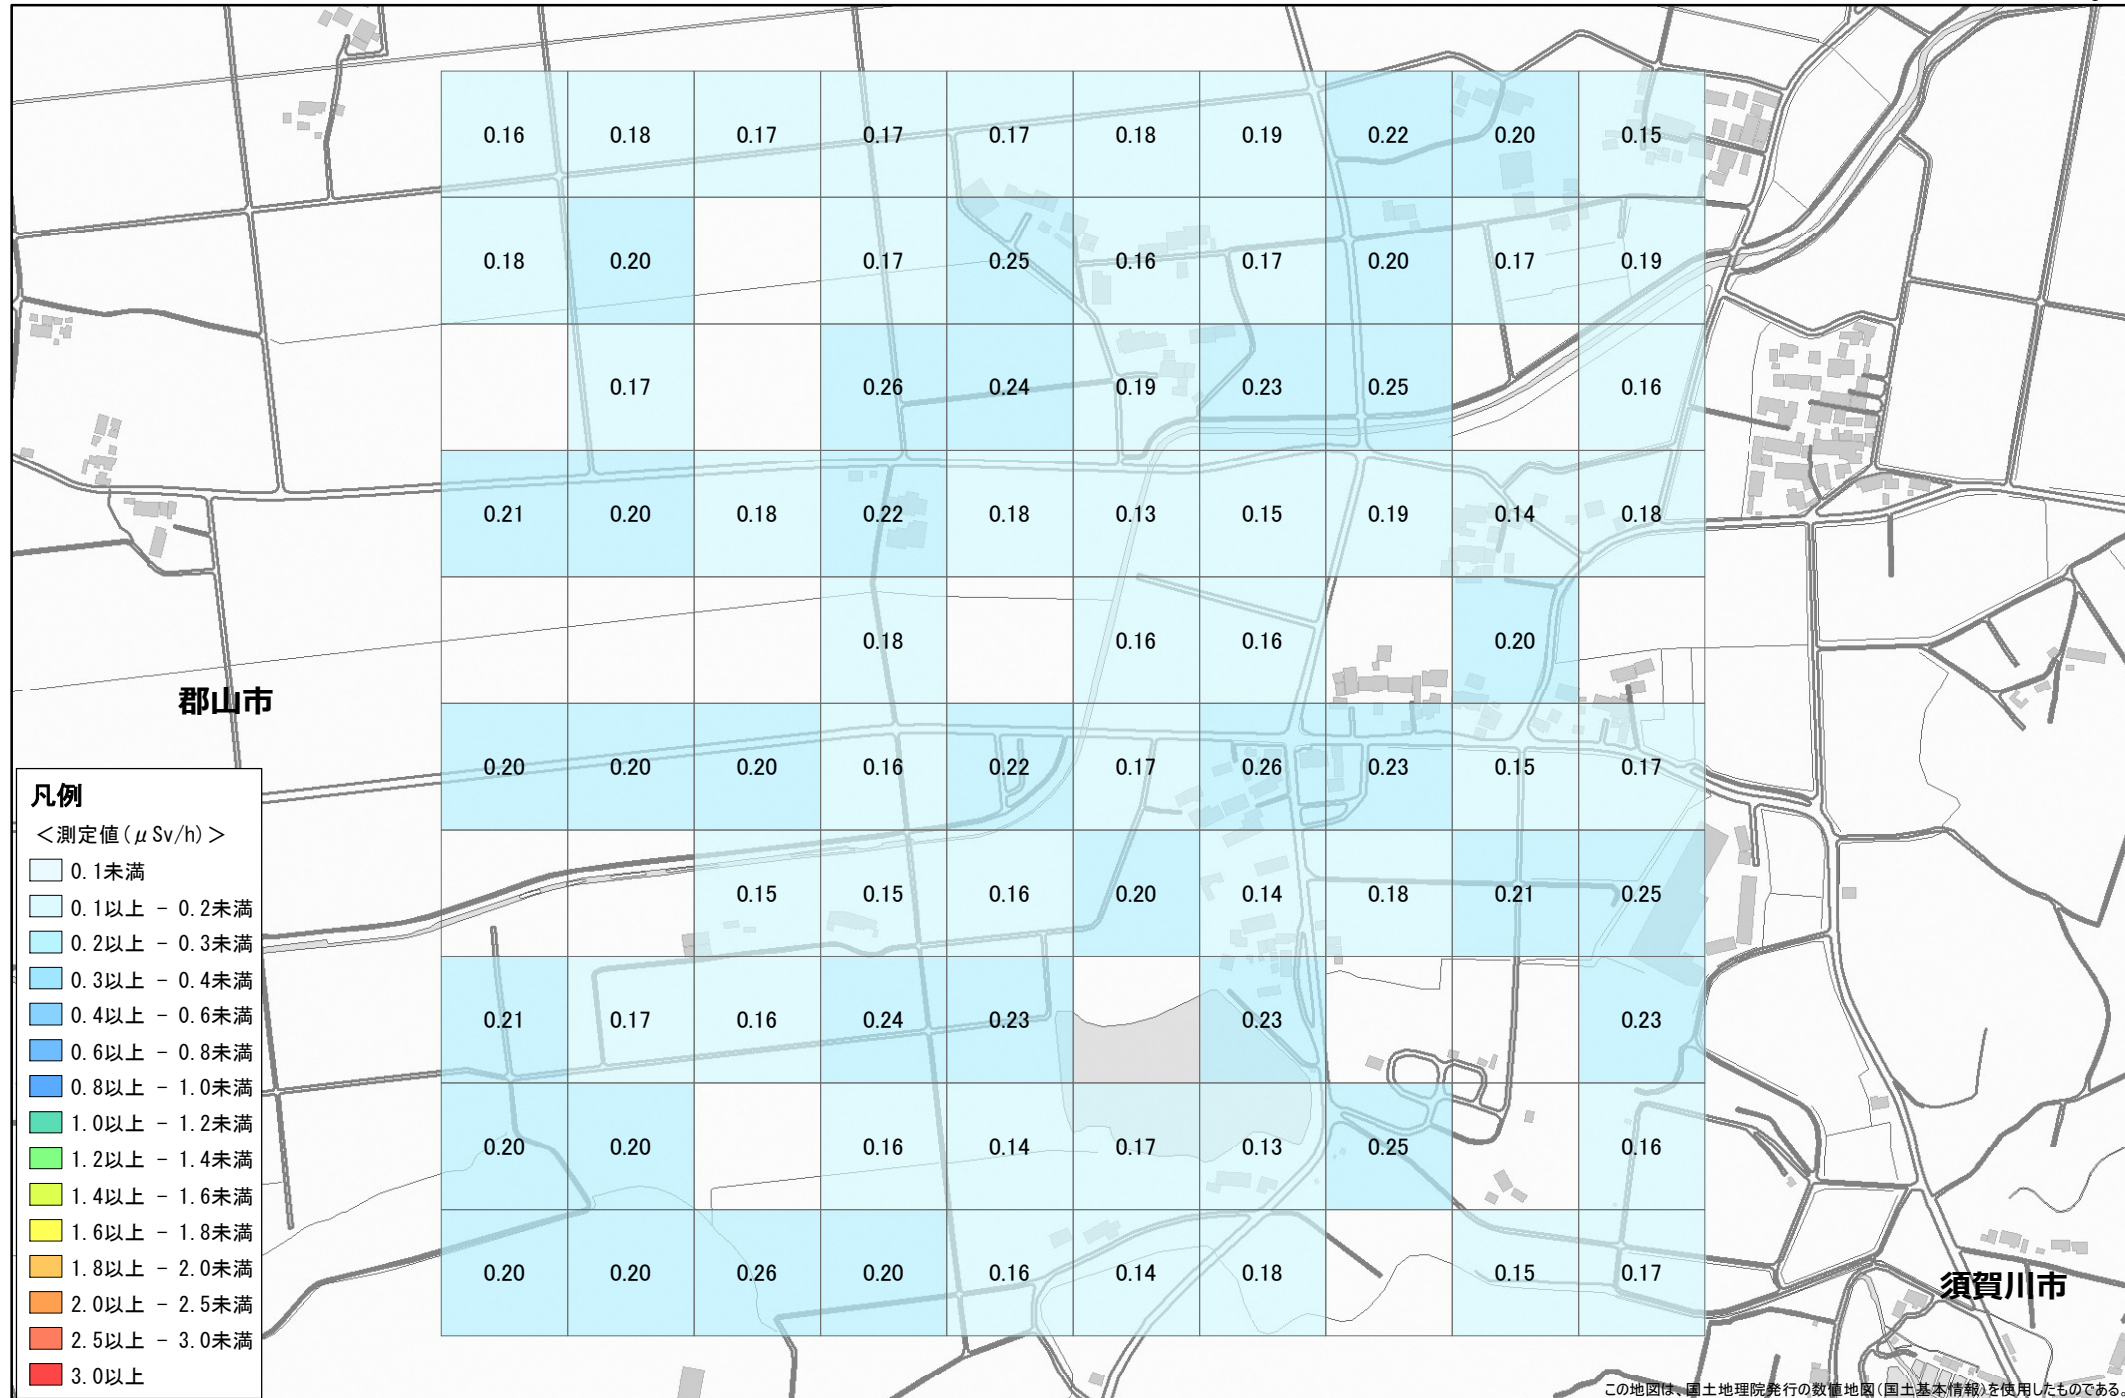 0.16 0.18 0.17 0.17 0.17 0.18 0.19 0.22 0.20 0.15
0.18 0.20 0.17 0.25 0.16 0.17 0.20 0.17 0.19
0.17 0.26 0.24 0.19 0.23 0.25 0.16
0.21 0.20 0.18 0.22 0.18 0.13 0.15 0.19 0.14 0.18
0.18 0.16 0.16 0.20
郡山市
0.20 0.20 0.20 0.16 0.22 0.17 0.26 0.23 0.15 0.17
0.15 0.15 0.16 0.20 0.14 0.18 0.21 0.25
0.21 0.17 0.16 0.24 0.23 0.23 0.23
0.20 0.20 0.16 0.14 0.17 0.13 0.25 0.16
0.20 0.20 0.26 0.20 0.16 0.14 0.18 0.15 0.17
須賀川市
凡例
＜測定値(μSv/h)＞
0.1未満
0.1以上 - 0.2未満
0.2以上 - 0.3未満
0.3以上 - 0.4未満
0.4以上 - 0.6未満
0.6以上 - 0.8未満
0.8以上 - 1.0未満
1.0以上 - 1.2未満
1.2以上 - 1.4未満
1.4以上 - 1.6未満
1.6以上 - 1.8未満
1.8以上 - 2.0未満
2.0以上 - 2.5未満
2.5以上 - 3.0未満
3.0以上
この地図は、国土地理院発行の数値地図(国土基本情報)を使用したものである。